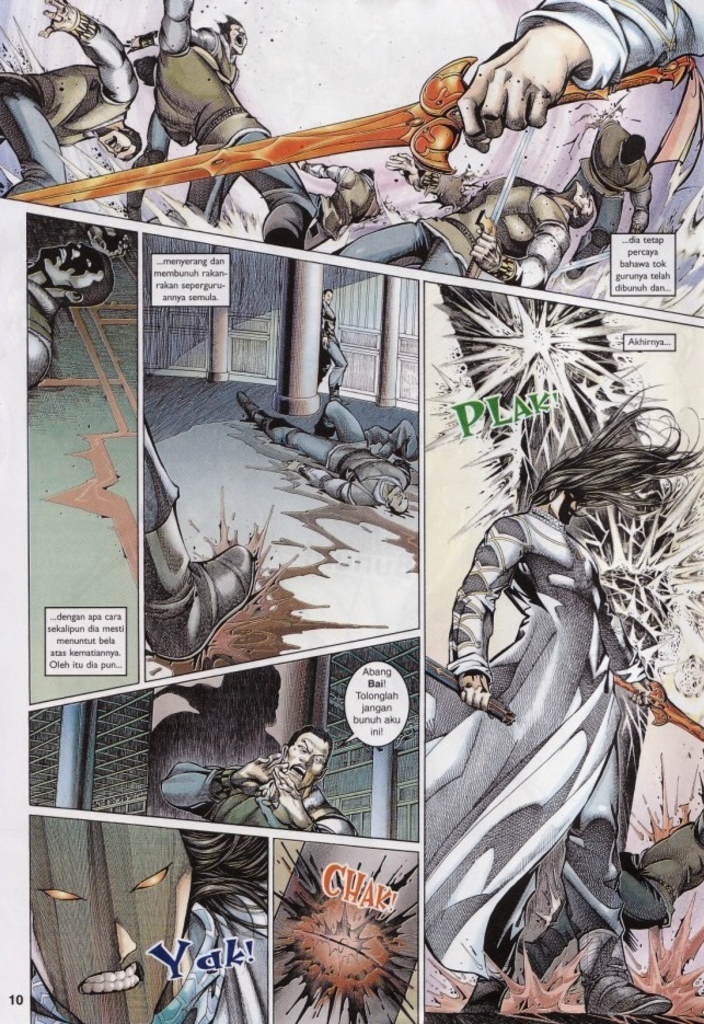 ...dia tetap
percaya
bahawa tok
gurunya telah
dibunuh dan...
...dengan apa cara
sekalipun dia mesti
menuntut bela
atas kematiannya.
Oleh itu dia pun...
...menyerang dan
membunuh rakan-
rakan sepergurua-
annya semula.
Abang
Bai!
Tolonglah
jangan
bunuh aku
ini!
Yak!
CHAK!
Akhirnya...
PLAK!
10